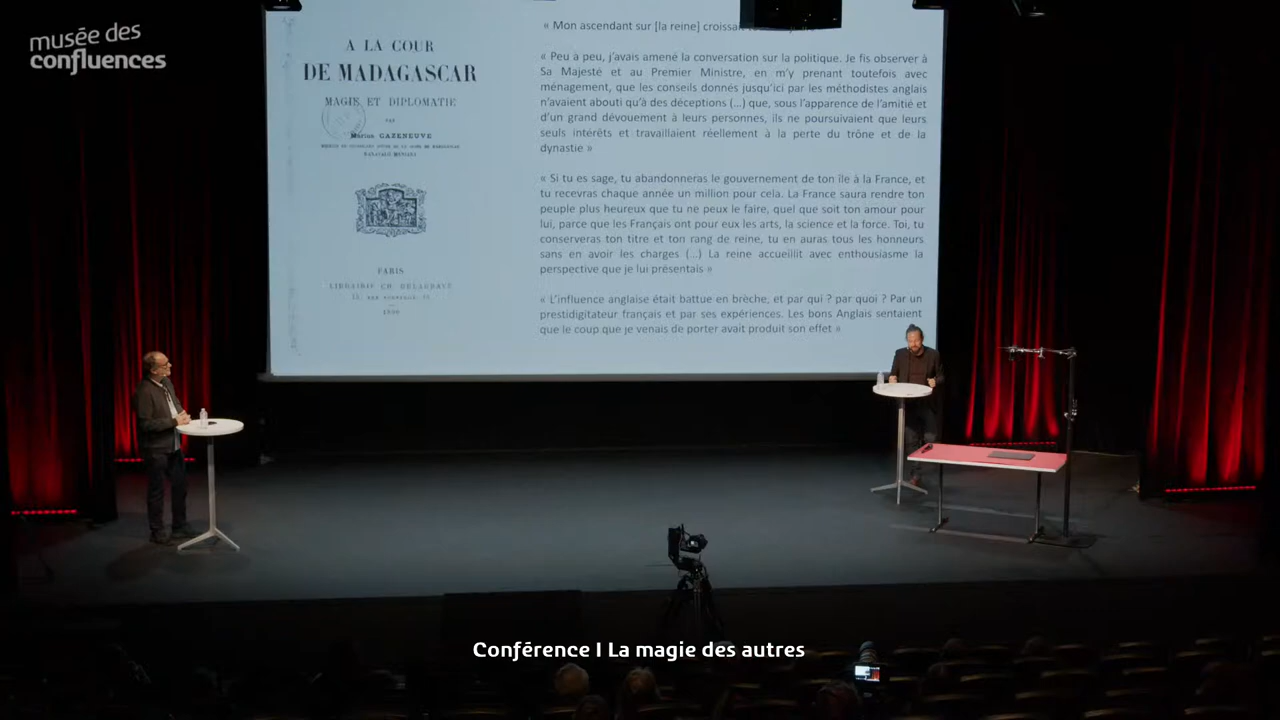 musée des
confluences
A LA COUR
DE MADAGASCAR
MAGIE ET DIPLOMATIE
PAR
Marius CAZENEUVE
PARIS
LIBRAIRIE CH. DELAGRAVE
« Mon ascendant sur [la reine] croissait
« Peu à peu, j'avais amené la conversation sur la politique. Je fis observer à
Sa Majesté et au Premier Ministre, en m'y prenant toutefois avec
ménagement, que les conseils donnés jusqu'ici par les méthodistes anglais
n'avaient abouti qu'à des déceptions (...) que, sous l'apparence de l'amitié et
d'un grand dévouement à leurs personnes, ils ne poursuivaient que leurs
seuls intérêts et travaillaient réellement à la perte du trône et de la
dynastie »
« Si tu es sage, tu abandonneras le gouvernement de ton île à la France, et
tu recevras chaque année un million pour cela. La France saura rendre ton
peuple plus heureux que tu ne peux le faire, quel que soit ton amour pour
lui, parce que les Français ont pour eux les arts, la science et la force. Toi, tu
conserveras ton titre et ton rang de reine, tu en auras tous les honneurs
sans en avoir les charges (...) La reine accueillit avec enthousiasme la
perspective que je lui présentais »
« L'influence anglaise était battue en brèche, et par qui ? par quoi ? Par un
prestidigitateur français et par ses expériences. Les bons Anglais sentaient
que le coup que je venais de porter avait produit son effet »
Conférence I La magie des autres